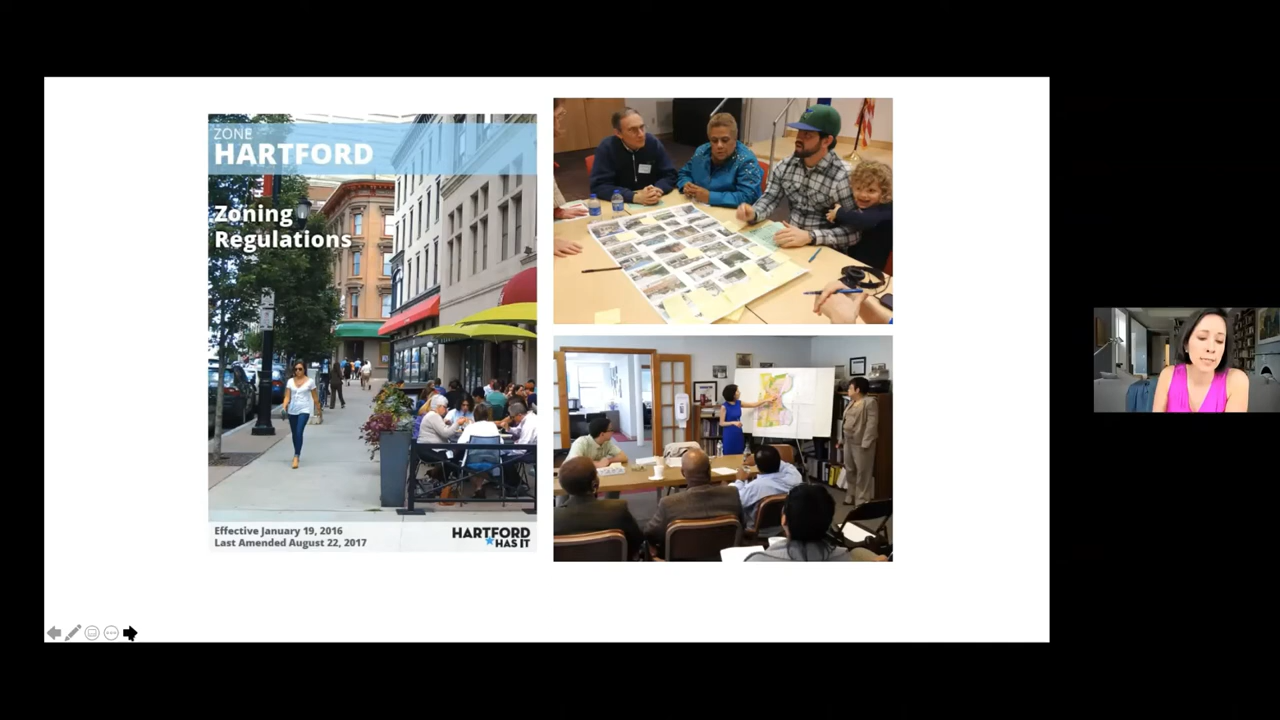 ZONE
HARTFORD
Zoning
Regulations
Effective January 19, 2016
Last Amended August 22, 2017
HARTFORD
HAS IT